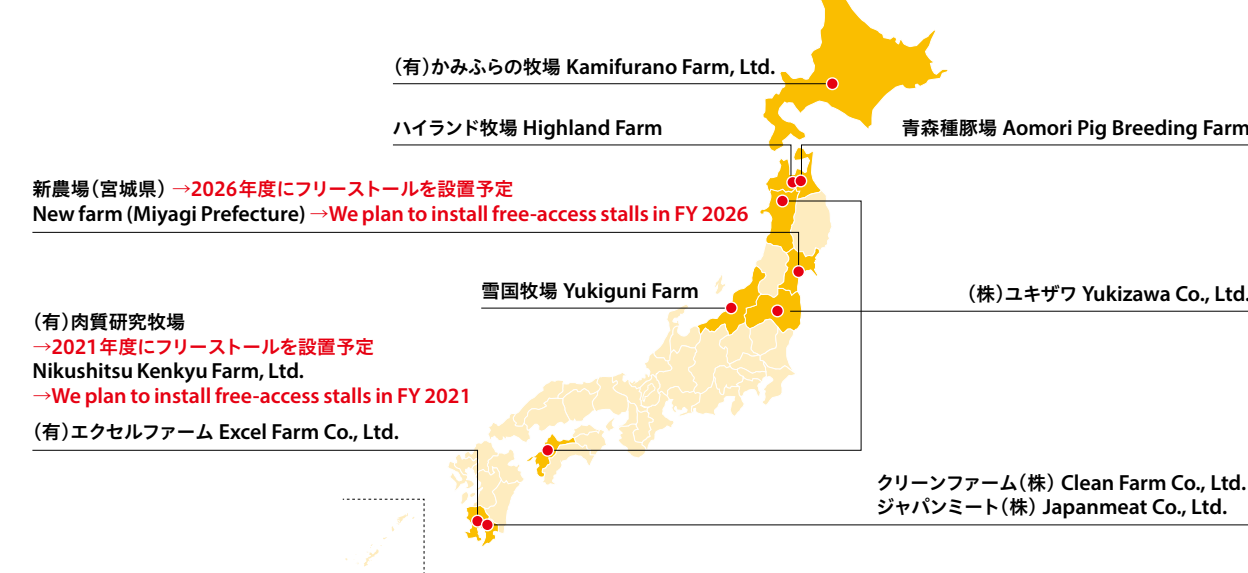 (有)かみふらの牧場 Kamifurano Farm, Ltd.
ハイランド牧場 Highland Farm
青森種豚場 Aomori Pig Breeding Farm
新農場(宮城県) →2026年度にフリーストールを設置予定
New farm (Miyagi Prefecture) →We plan to install free-access stalls in FY 2026
雪国牧場 Yukiguni Farm
(株)ユキザワ Yukizawa Co., Ltd.
(有)肉質研究牧場
→2021年度にフリーストールを設置予定
Nikushitsu Kenkyu Farm, Ltd.
→We plan to install free-access stalls in FY 2021
(有)エクセルファーム Excel Farm Co., Ltd.
クリーンファーム(株) Clean Farm Co., Ltd.
ジャパンミート(株) Japanmeat Co., Ltd.